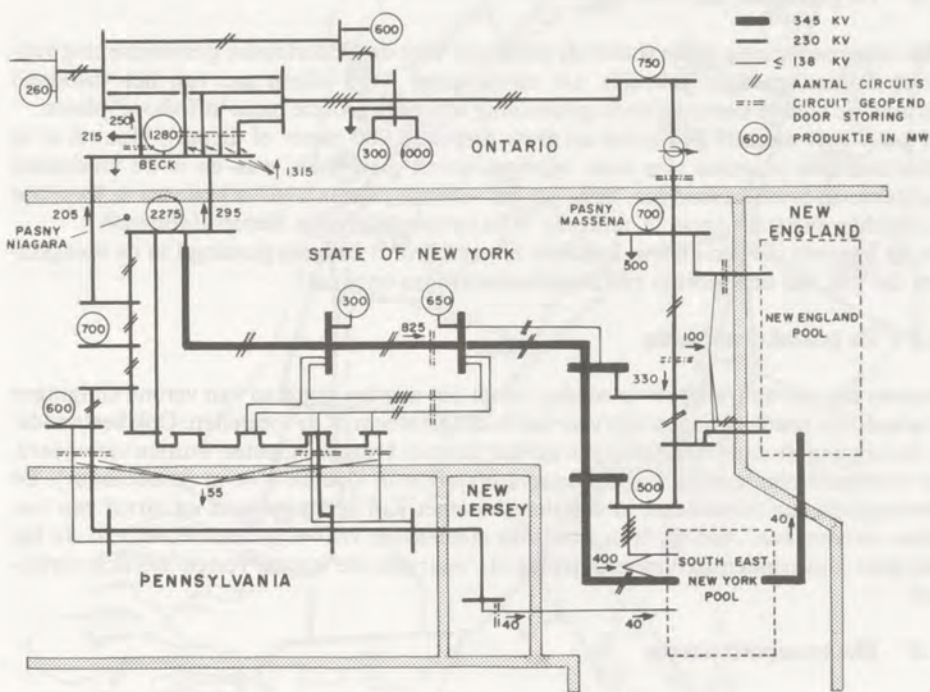 600
345 KV
230 KV
≤ 138 KV
AANTAL CIRCUITS
CIRCUIT GEOPEND
DOOR STORING
600 PRODUKTIE IN MW
260
750
250
215
1280
BECK
1315
300
1000
ONTARIO
205
PASNY
NIAGARA
2275
295
PASNY
MASSENA
700
500
NEW
ENGLAND
STATE OF NEW YORK
NEW ENGLAND
POOL
300
650
825
100
330
700
600
500
55
NEW
JERSEY
PENNSYLVANIA
400
SOUTH EAST
NEW YORK
POOL
40
40
40